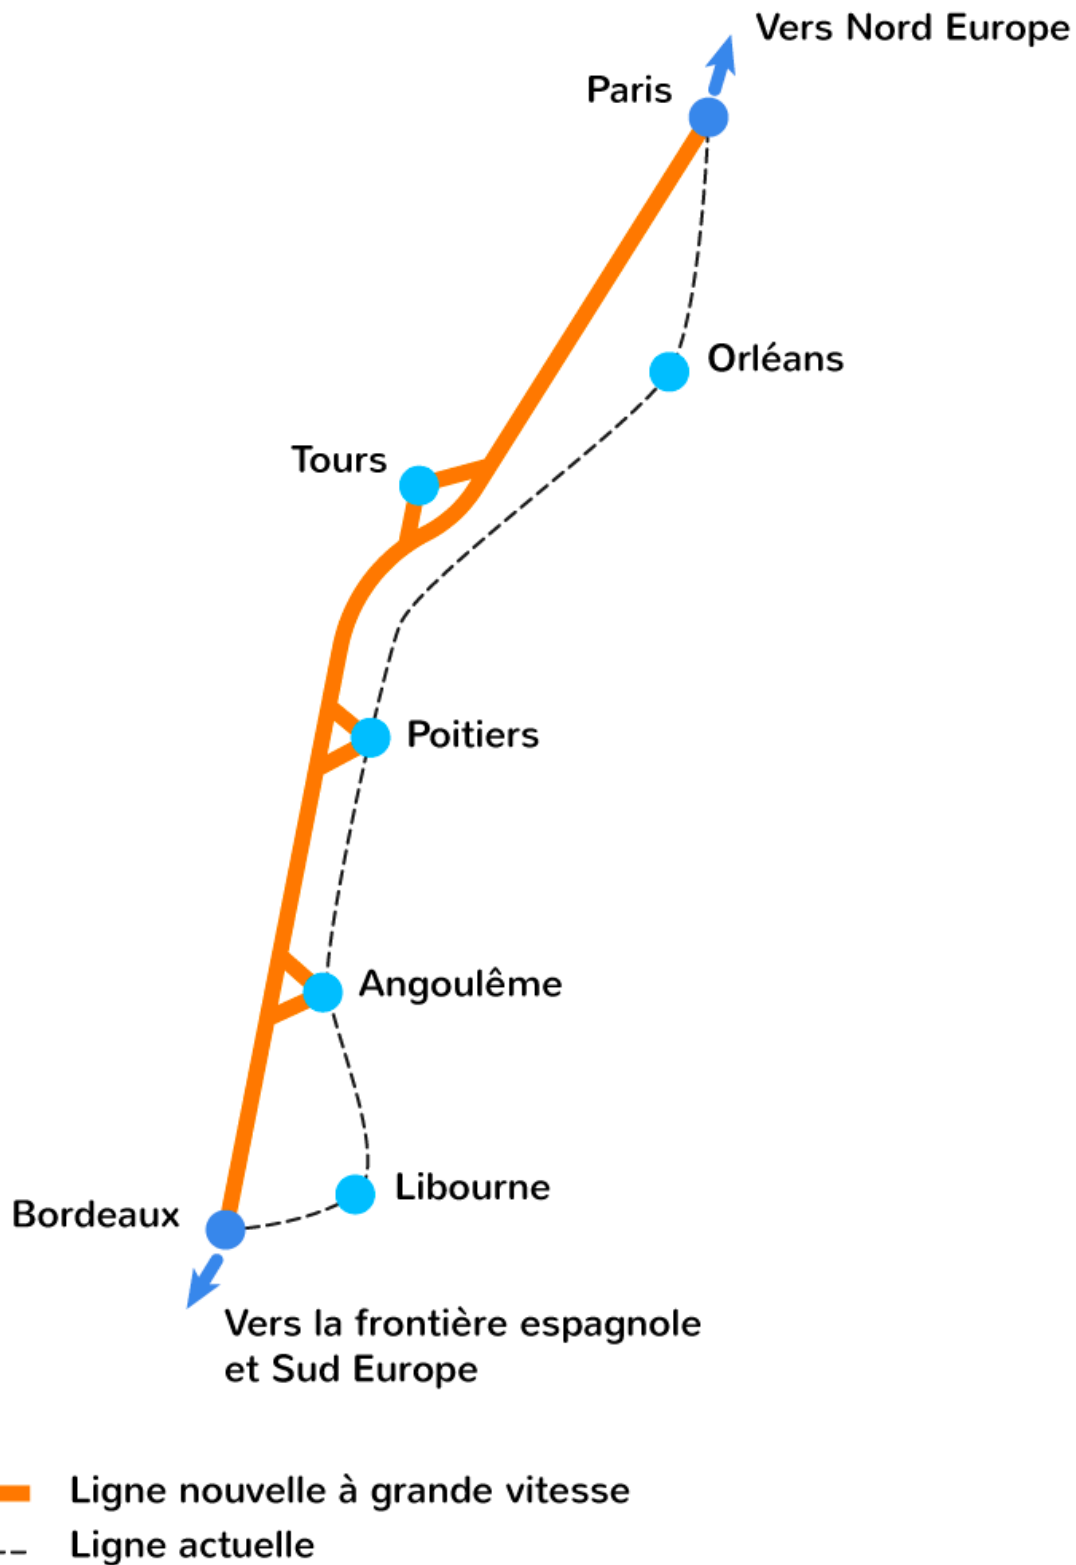 Vers Nord Europe
Paris
Orléans
Tours
Poitiers
Angoulême
Libourne
Bordeaux
Vers la frontière espagnole
et Sud Europe
Ligne nouvelle à grande vitesse
Ligne actuelle